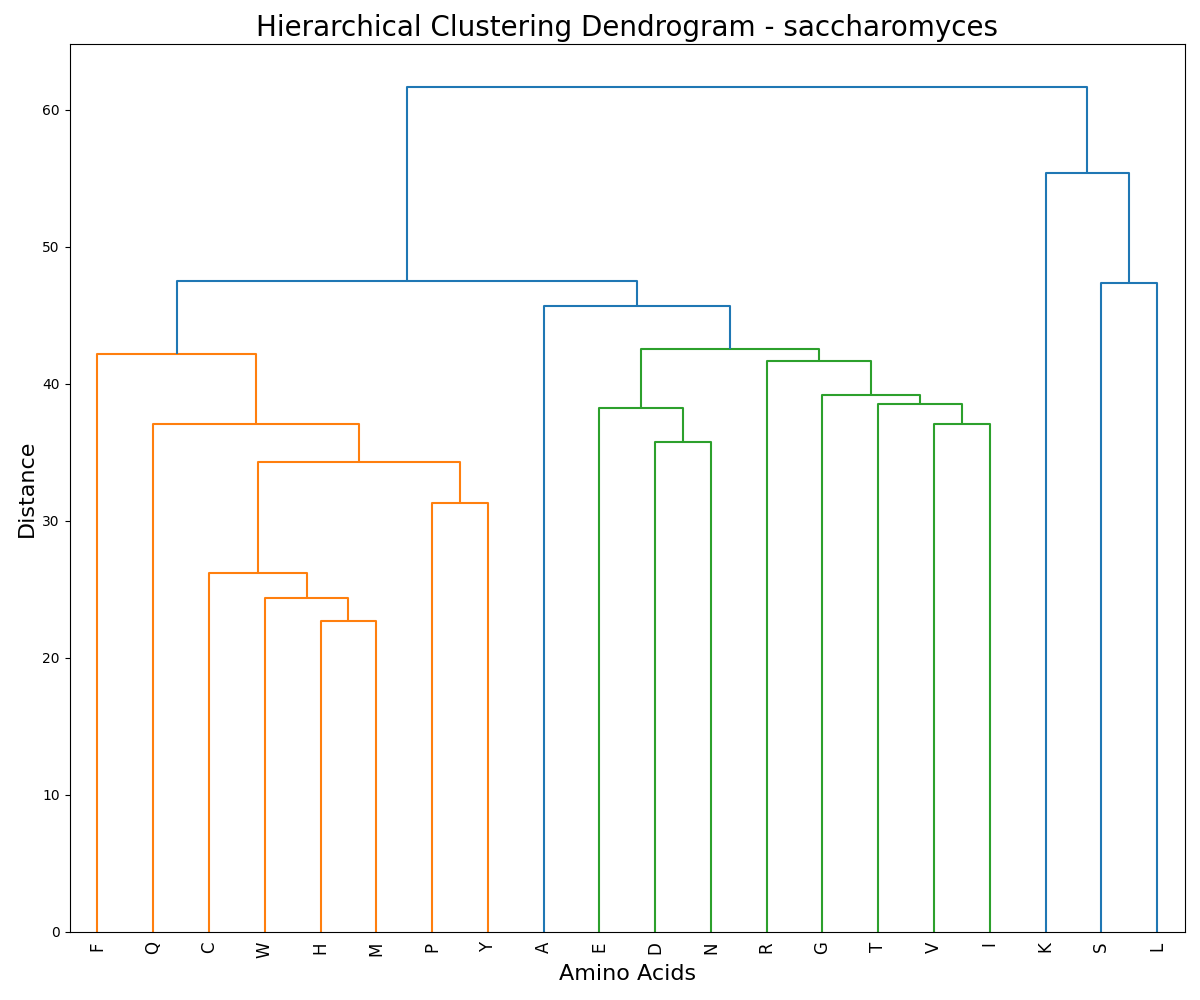 Hierarchical Clustering Dendrogram - saccharomyces
60
50
40
30
20
10
0
Distance
F Q C W H M P Y A E D N R G T V I K S L
Amino Acids